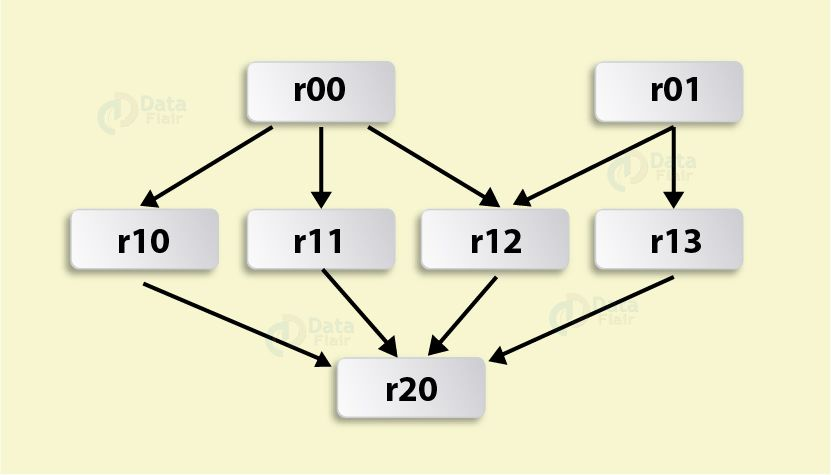 r00
r01
Data
Flair
Data
Flair
r10
r11
r12
r13
Data
Flair
Data
Flair
r20